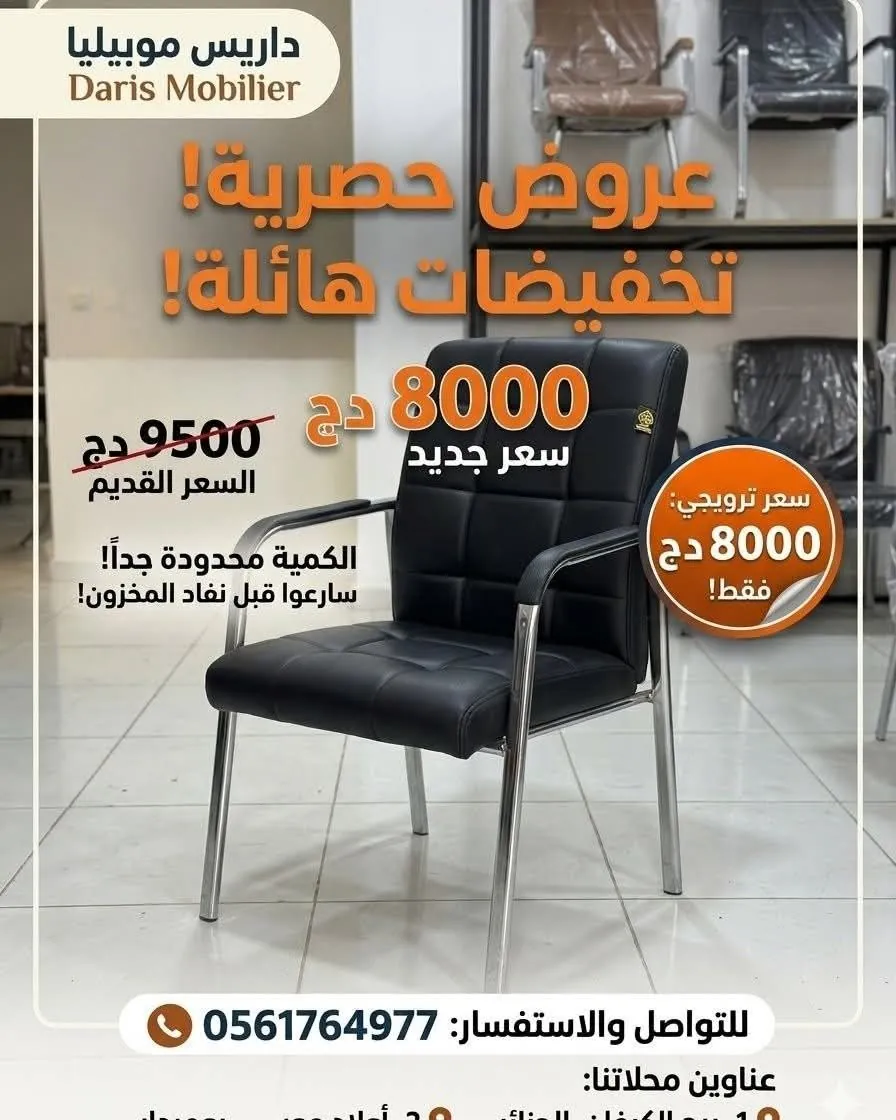 داريس موبيليا
Daris Mobilier
عروض حصرية!
تخفيضات هائلة!
8000 دج
سعر جديد
9500 دج
السعر القديم
سعر ترويجي:
8000 دج
فقط!
الكمية محدودة جداً!
سارعوا قبل نفاد المخزون!
للتواصل والاستفسار: 0561764977
عناوين محلاتنا: